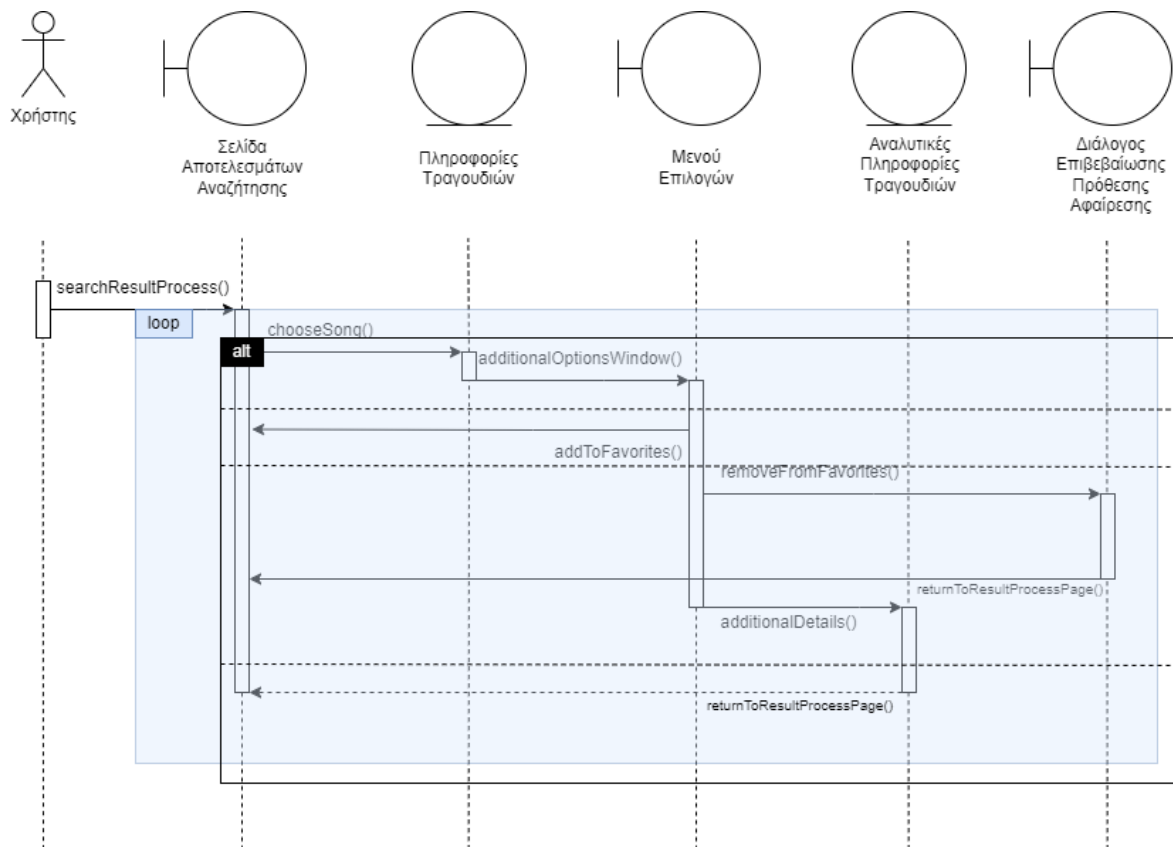 Χρήστης
Σελίδα
Αποτελεσμάτων
Αναζήτησης
Πληροφορίες
Τραγουδιών
Μενού
Επιλογών
Αναλυτικές
Πληροφορίες
Τραγουδιών
Διάλογος
Επιβεβαίωσης
Πρόθεσης
Αφαίρεσης
searchResultProcess()
loop
chooseSong()
alt
additionalOptionsWindow()
addToFavorites()
removeFromFavorites()
returnToResultProcessPage()
additionalDetails()
returnToResultProcessPage()